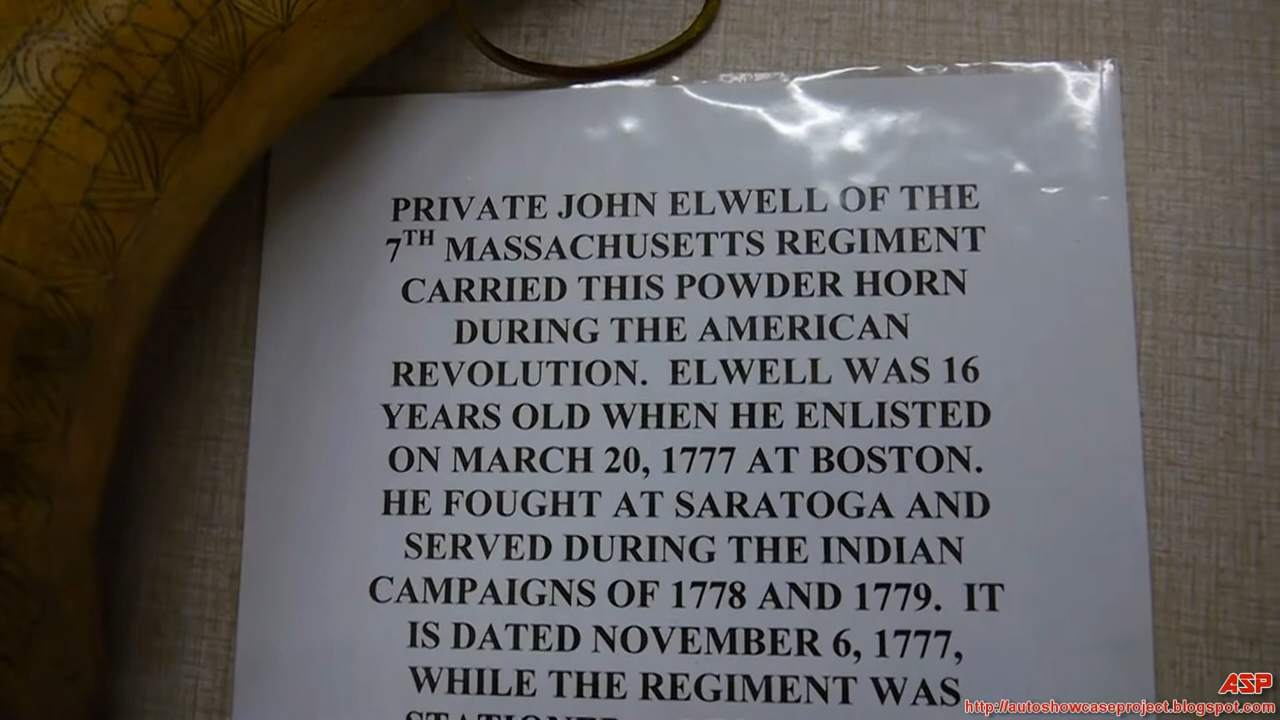 PRIVATE JOHN ELWELL OF THE
7TH MASSACHUSETTS REGIMENT
CARRIED THIS POWDER HORN
DURING THE AMERICAN
REVOLUTION. ELWELL WAS 16
YEARS OLD WHEN HE ENLISTED
ON MARCH 20, 1777 AT BOSTON.
HE FOUGHT AT SARATOGA AND
SERVED DURING THE INDIAN
CAMPAIGNS OF 1778 AND 1779. IT
IS DATED NOVEMBER 6, 1777,
WHILE THE REGIMENT WAS
ASP
http://autoshowcaseproject.blogspot.com